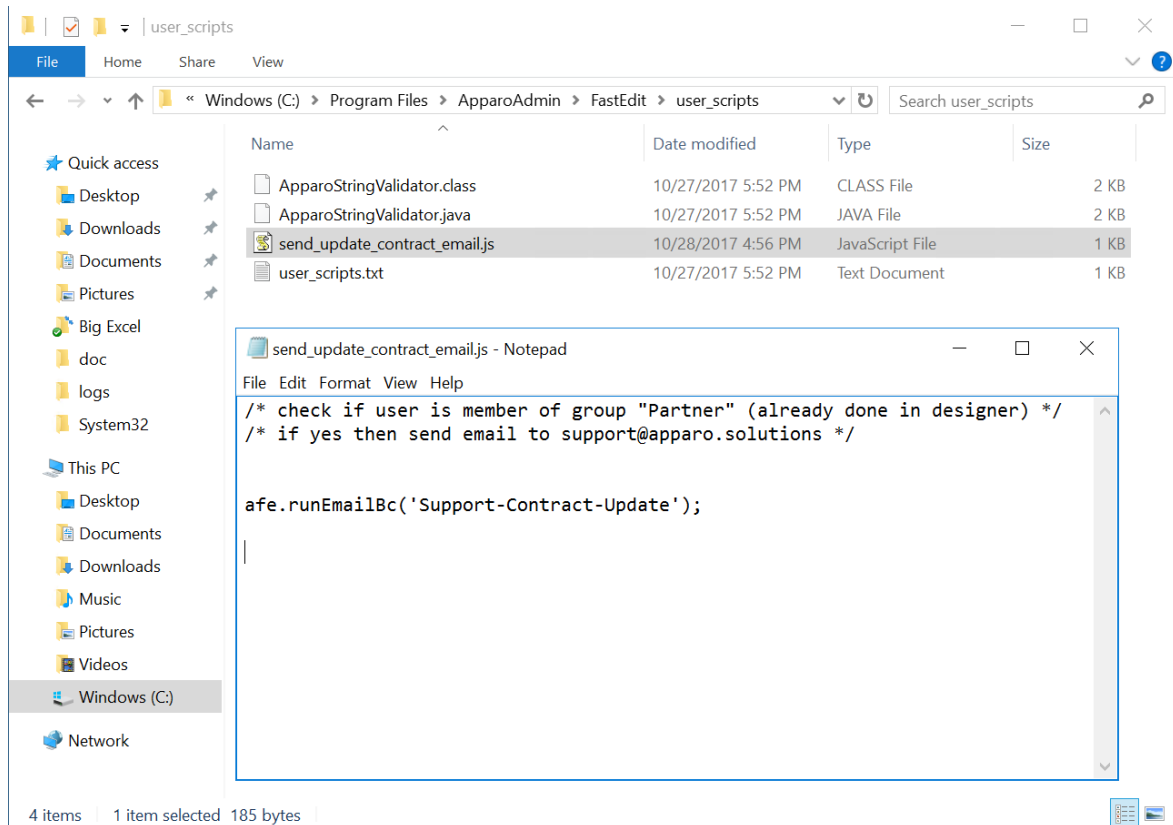 user_scripts
File Home Share View
« Windows (C:) > Program Files > ApparoAdmin > FastEdit > user_scripts
Search user_scripts
Name Date modified Type Size
Quick access
Desktop
Downloads
Documents
Pictures
Big Excel
doc
logs
System32
This PC
Desktop
Documents
Downloads
Music
Pictures
Videos
Windows (C:)
Network
ApparoStringValidator.class 10/27/2017 5:52 PM CLASS File 2 KB
ApparoStringValidator.java 10/27/2017 5:52 PM JAVA File 2 KB
send_update_contract_email.js 10/28/2017 4:56 PM JavaScript File 1 KB
user_scripts.txt 10/27/2017 5:52 PM Text Document 1 KB
send_update_contract_email.js - Notepad
File Edit Format View Help
/* check if user is member of group "Partner" (already done in designer) */
/* if yes then send email to support@apparo.solutions */
afe.runEmailBc('Support-Contract-Update');
4 items 1 item selected 185 bytes